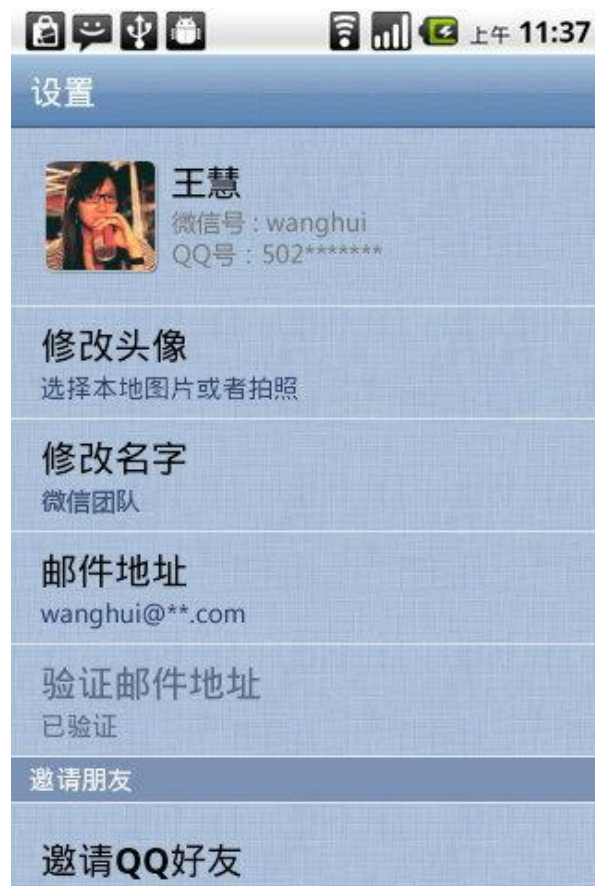 上午 11:37
设置
王慧
微信号 : wanghui
QQ号 : 502*******
修改头像
选择本地图片或者拍照
修改名字
微信团队
邮件地址
wanghui@**.com
验证邮件地址
已验证
邀请朋友
邀请QQ好友